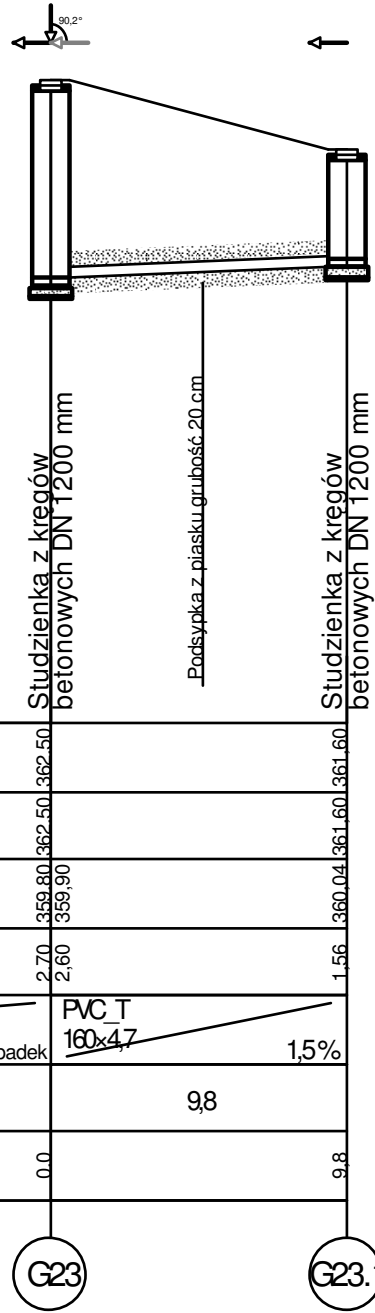 90,2°
Studzienka z kręgów
betonowych DN 1200 mm
Podsypka z piasku grubość 20 cm
Studzienka z kręgów
betonowych DN 1200 mm
362.50
361,60
362.50
361,60
359.80
359,90
360,04
2.70
2,60
1,56
PVC_T
160×4,7
1,5%
9,8
0.0
9,8
G23